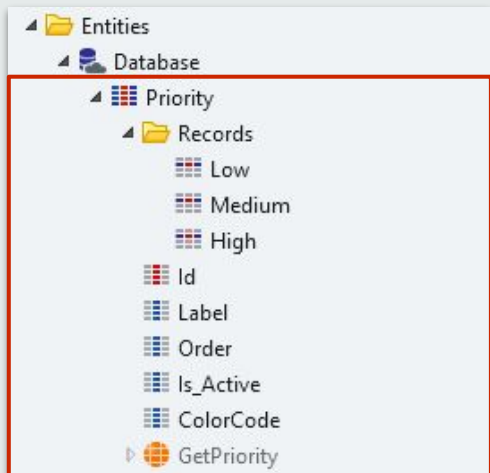 Entities
Database
Priority
Records
Low
Medium
High
Id
Label
Order
Is_Active
ColorCode
GetPriority